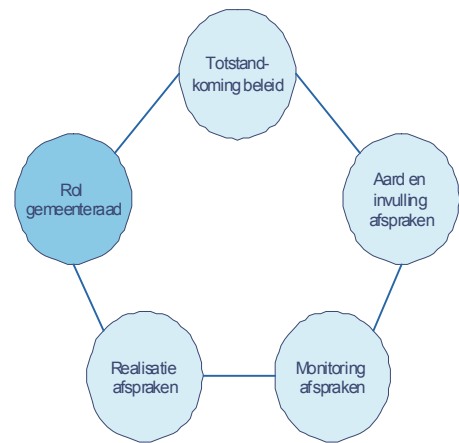 Totstand-
koming beleid
Rol
gemeenteraad
Aard en
invulling
afspraken
Realisatie
afspraken
Monitoring
afspraken